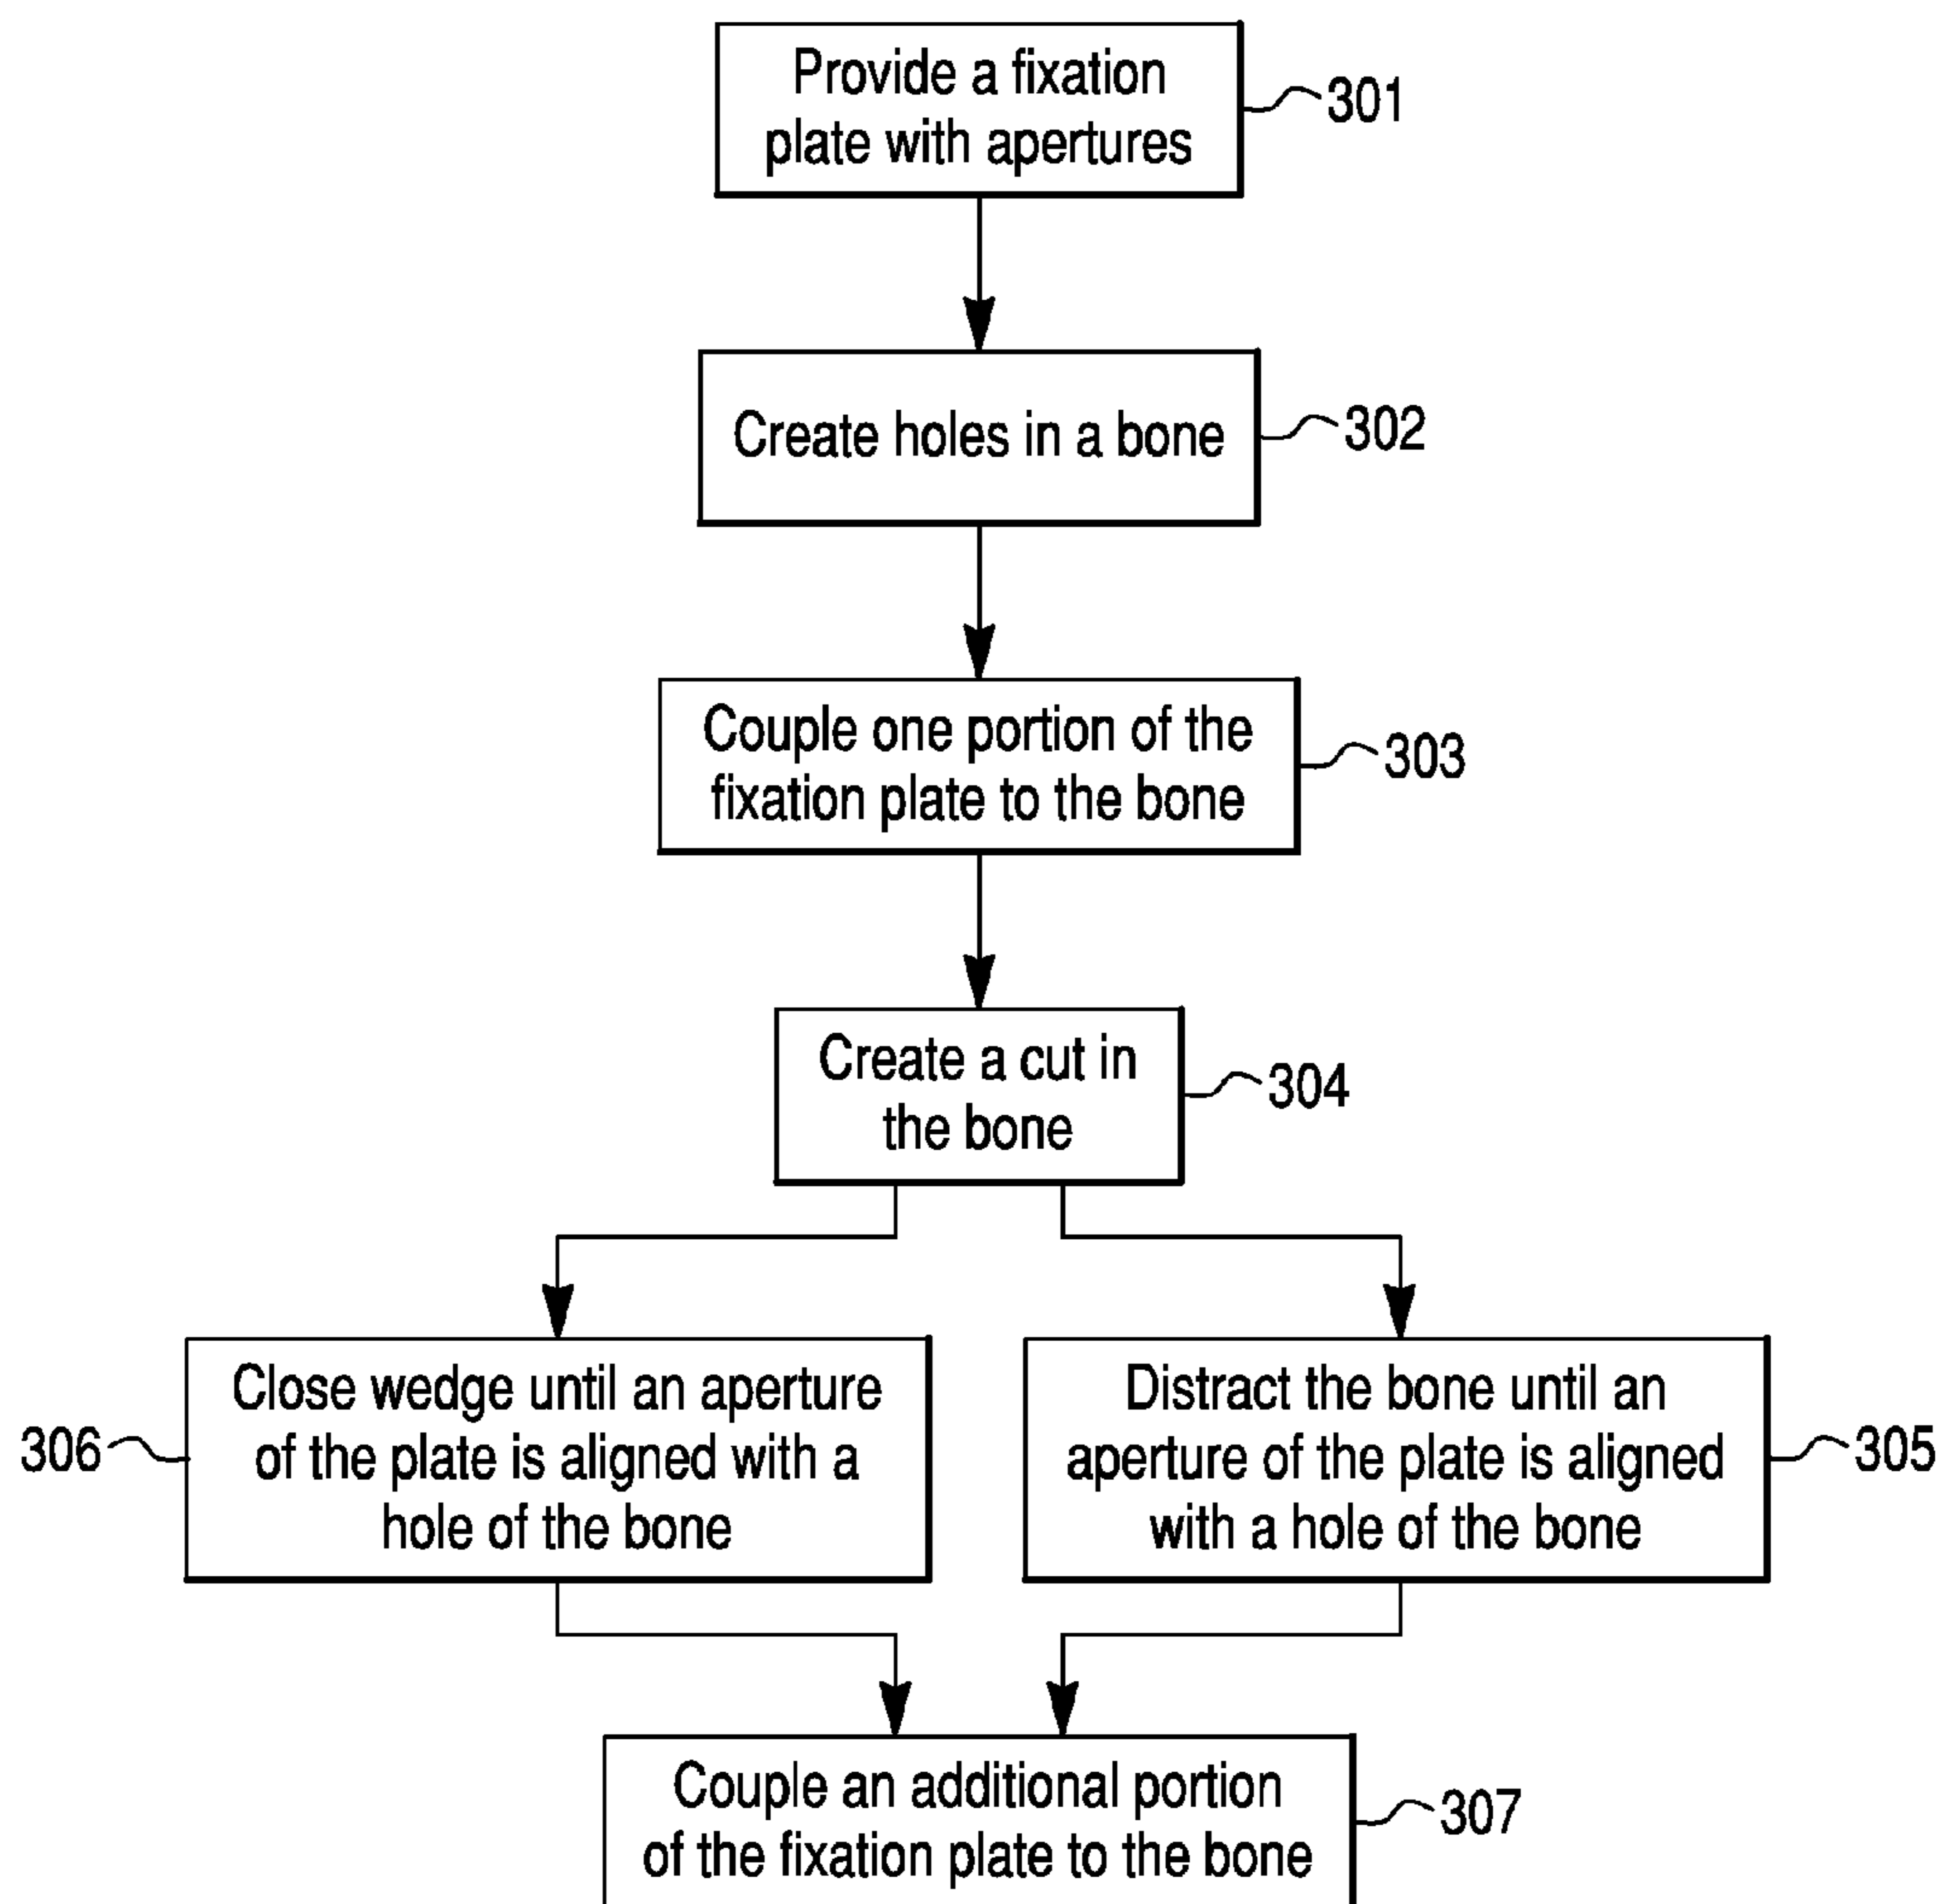 Provide a fixation
plate with apertures
301
Create holes in a bone
302
Couple one portion of the
fixation plate to the bone
303
Create a cut in
the bone
304
306
Close wedge until an aperture
of the plate is aligned with a
hole of the bone
Distract the bone until an
aperture of the plate is aligned
with a hole of the bone
305
Couple an additional portion
of the fixation plate to the bone
307